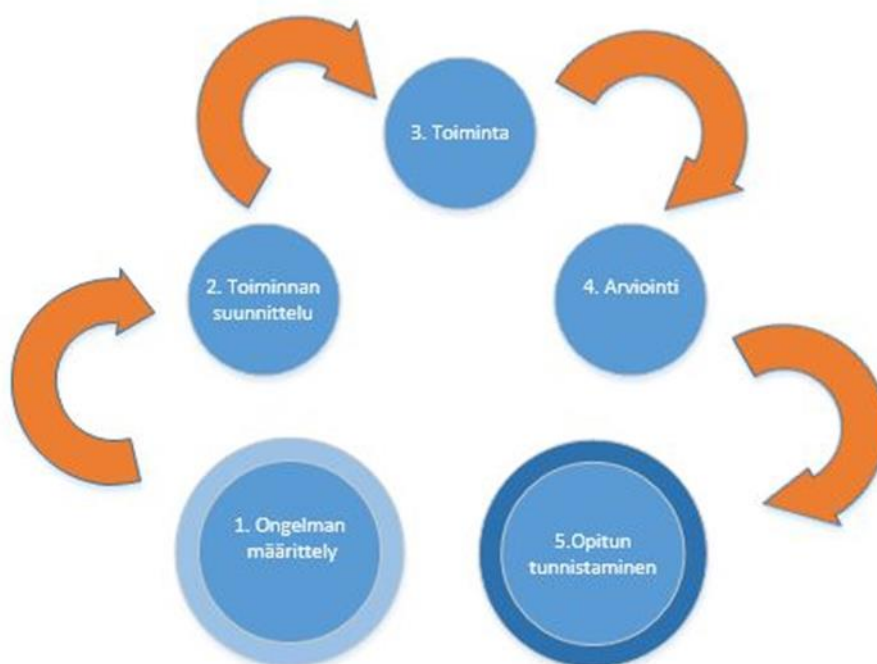 1. Ongelman
määrittely
2. Toiminnan
suunnittelu
3. Toiminta
4. Arviointi
5.Opitun
tunnistaminen